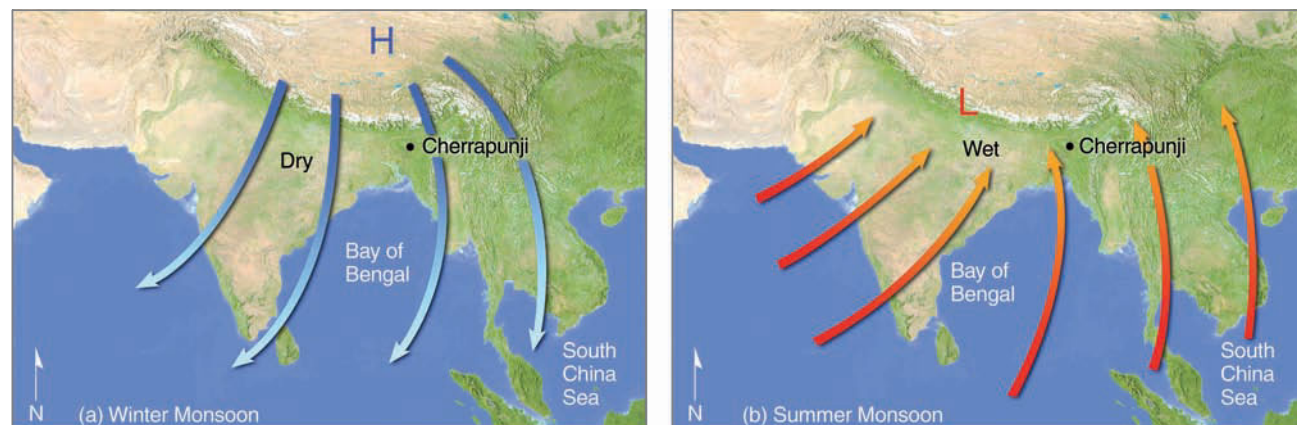 H
Dry
Cherrapunji
Bay of
Bengal
South
China
Sea
N
(a) Winter Monsoon
L
Wet
Cherrapunji
Bay of
Bengal
South
China
Sea
N
(b) Summer Monsoon